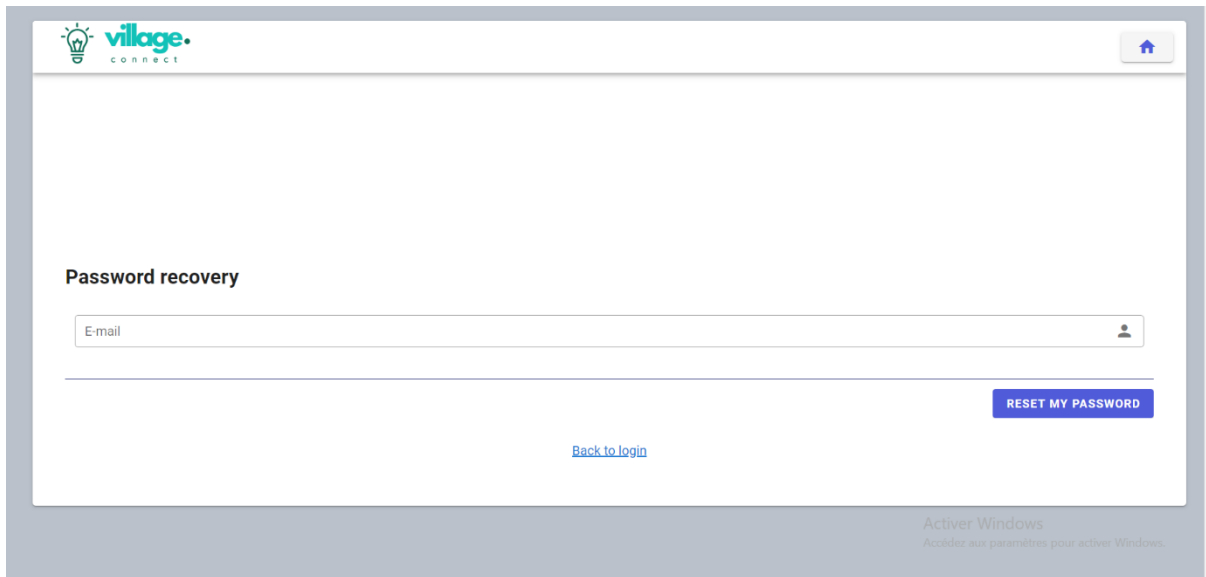 village.
connect
Password recovery
E-mail
RESET MY PASSWORD
Back to login
Activer Windows
Accédez aux paramètres pour activer Windows.